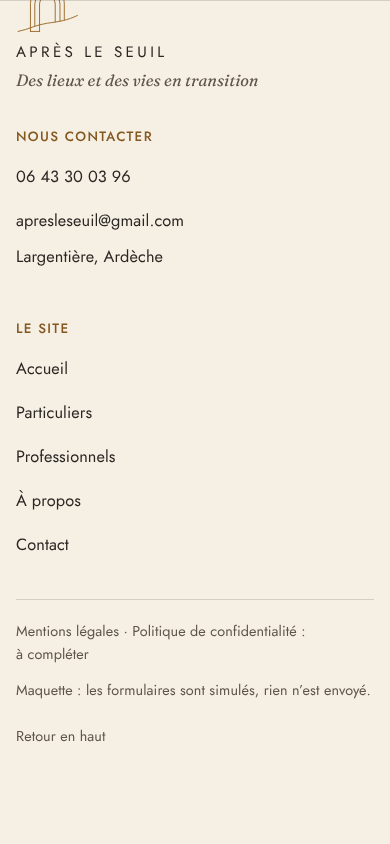 APRÈS LE SEUIL
Des lieux et des vies en transition
NOUS CONTACTER
06 43 30 03 96
apresleseuil@gmail.com
Largentière, Ardèche
LE SITE
Accueil
Particuliers
Professionnels
À propos
Contact
Mentions légales · Politique de confidentialité :
à compléter
Maquette : les formulaires sont simulés, rien n’est envoyé.
Retour en haut